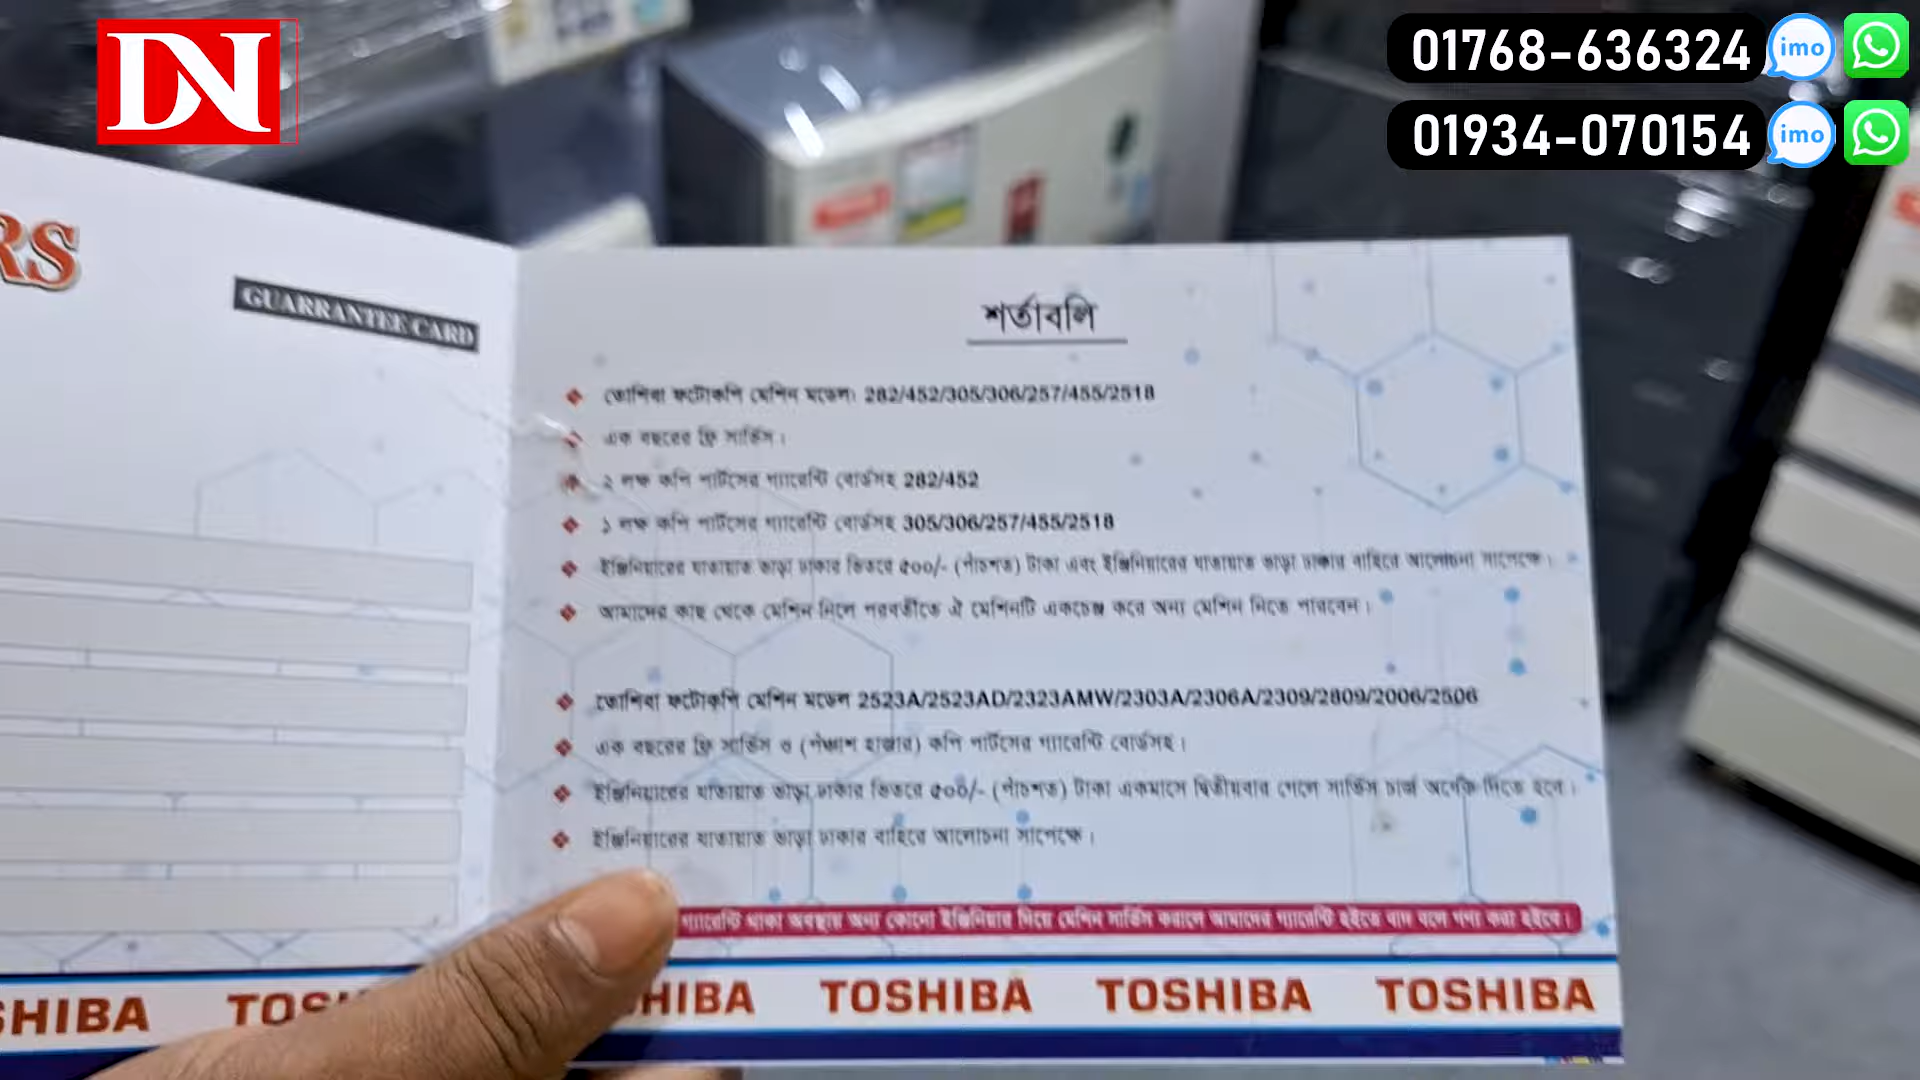 DN
01768-636324 imo
01934-070154 imo
RS
GUARRANTEE CARD
শর্তাবলি
তোশিবা ফটোকপি মেশিন মডেল: 282/452/305/306/257/455/2518
এক বছরের ফ্রি সার্ভিস।
২ লক্ষ কপি পার্টসের গ্যারেন্টি বোর্ডসহ 282/452
১ লক্ষ কপি পার্টসের গ্যারেন্টি বোর্ডসহ 305/306/257/455/2518
ইঞ্জিনিয়ারের যাতায়াত ভাড়া ঢাকার ভিতরে ৫০০/- (পাঁচশত) টাকা এবং ইঞ্জিনিয়ারের যাতায়াত ভাড়া ঢাকার বাহিরে আলোচনা সাপেক্ষে।
আমাদের কাছ থেকে মেশিন নিলে পরবর্তীতে ঐ মেশিনটি একচেঞ্জ করে অন্য মেশিন নিতে পারবেন।
তোশিবা ফটোকপি মেশিন মডেল 2523A/2523AD/2323AMW/2303A/2306A/2309/2809/2006/2506
এক বছরের ফ্রি সার্ভিস ও (পঞ্চাশ হাজার) কপি পার্টসের গ্যারেন্টি বোর্ডসহ।
ইঞ্জিনিয়ারের যাতায়াত ভাড়া ঢাকার ভিতরে ৫০০/- (পাঁচশত) টাকা একমাসে দ্বিতীয়বার গেলে সার্ভিস চার্জ অর্ধেক দিতে হবে।
ইঞ্জিনিয়ারের যাতায়াত ভাড়া ঢাকার বাহিরে আলোচনা সাপেক্ষে।
গ্যারেন্টি থাকা অবস্থায় অন্য কোনো ইঞ্জিনিয়ার দিয়ে মেশিন সার্ভিস করালে আমাদের গ্যারেন্টি হইতে বাদ বলে গণ্য করা হইবে।
SHIBA TOSH HIBA TOSHIBA TOSHIBA TOSHIBA